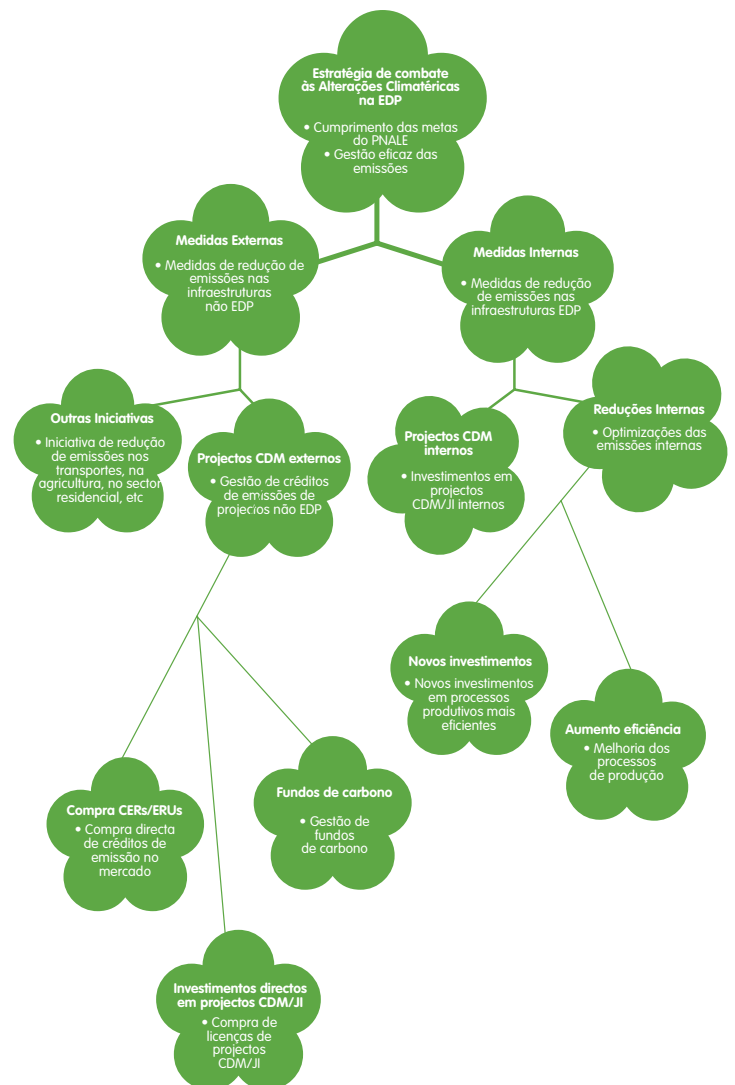 Estratégia de combate
às Alterações Climatéricas
na EDP
• Cumprimento das metas
do PNALE
• Gestão eficaz das
emissões
Medidas Externas
• Medidas de redução de
emissões nas
infraestruturas
não EDP
Medidas Internas
• Medidas de redução
de emissões nas
infraestruturas EDP
Outras Iniciativas
• Iniciativa de redução
de emissões nos
transportes, na
agricultura, no sector
residencial, etc
Projectos CDM externos
• Gestão de créditos
de emissões de
projectos não EDP
Projectos CDM
internos
• Investimentos em
projectos
CDM/JI internos
Reduções Internas
• Optimizações das
emissões internas
Novos investimentos
• Novos investimentos
em processos
produtivos mais
eficientes
Aumento eficiência
• Melhoria dos
processos
de produção
Compra CERs/ERUs
• Compra directa
de créditos de
emissão no
mercado
Fundos de carbono
• Gestão de
fundos
de carbono
Investimentos directos
em projectos CDM/JI
• Compra de
licenças de
projectos
CDM/JI